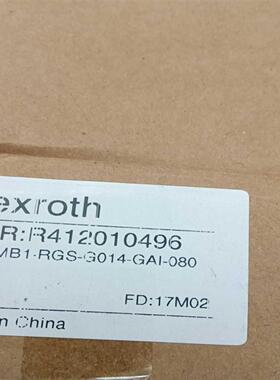 exroth
R:R412010496
MB1-RGS-G014-GAI-080
FD:17M02
n China